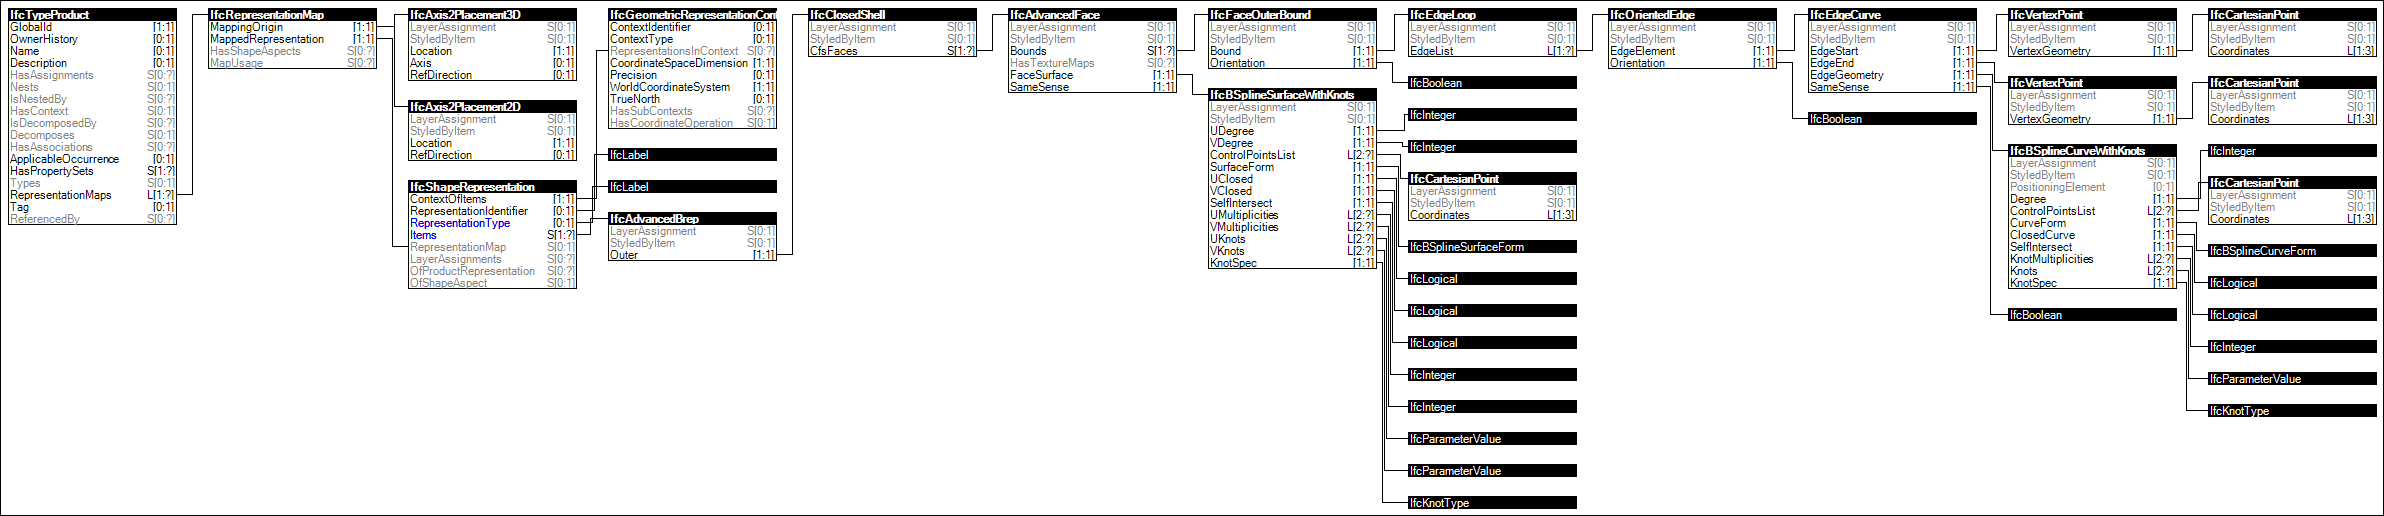 IfcTypeProduct
GlobalId [1:1]
OwnerHistory [0:1]
Name [0:1]
Description [0:1]
HasAssignments S[0:?]
Nests S[0:1]
IsNestedBy S[0:?]
HasContext S[0:1]
IsDecomposedBy S[0:?]
Decomposes S[0:1]
HasAssociations S[0:?]
ApplicableOccurrence [0:1]
HasPropertySets S[1:?]
Types S[0:1]
RepresentationMaps L[1:?]
Tag [0:1]
ReferencedBy S[0:?]
IfcRepresentationMap
MappingOrigin [1:1]
MappedRepresentation [1:1]
HasShapeAspects S[0:?]
MapUsage S[0:?]
IfcAxis2Placement3D
LayerAssignment S[0:1]
StyledByItem S[0:1]
Location [1:1]
Axis [0:1]
RefDirection [0:1]
IfcAxis2Placement2D
LayerAssignment S[0:1]
StyledByItem S[0:1]
Location [1:1]
RefDirection [0:1]
IfcShapeRepresentation
ContextOfItems [1:1]
RepresentationIdentifier [0:1]
RepresentationType [0:1]
Items S[1:?]
RepresentationMap S[0:1]
LayerAssignments S[0:?]
OfProductRepresentation S[0:?]
OfShapeAspect S[0:1]
IfcGeometricRepresentationCon
ContextIdentifier [0:1]
ContextType [0:1]
RepresentationsInContext S[0:?]
CoordinateSpaceDimension [1:1]
Precision [0:1]
WorldCoordinateSystem [1:1]
TrueNorth [0:1]
HasSubContexts S[0:?]
HasCoordinateOperation S[0:1]
IfcLabel
IfcLabel
IfcAdvancedBrep
LayerAssignment S[0:1]
StyledByItem S[0:1]
Outer [1:1]
IfcClosedShell
LayerAssignment S[0:1]
StyledByItem S[0:1]
CfsFaces S[1:?]
IfcAdvancedFace
LayerAssignment S[0:1]
StyledByItem S[0:1]
Bounds S[1:?]
HasTextureMaps S[0:?]
FaceSurface [1:1]
SameSense [1:1]
IfcFaceOuterBound
LayerAssignment S[0:1]
StyledByItem S[0:1]
Bound [1:1]
Orientation [1:1]
IfcBSplineSurfaceWithKnots
LayerAssignment S[0:1]
StyledByItem S[0:1]
UDegree [1:1]
VDegree [1:1]
ControlPointsList L[2:?]
SurfaceForm [1:1]
UClosed [1:1]
VClosed [1:1]
SelfIntersect [1:1]
UMultiplicities L[2:?]
VMultiplicities L[2:?]
UKnots L[2:?]
VKnots L[2:?]
KnotSpec [1:1]
IfcEdgeLoop
LayerAssignment S[0:1]
StyledByItem S[0:1]
EdgeList L[1:?]
IfcBoolean
IfcInteger
IfcInteger
IfcCartesianPoint
LayerAssignment S[0:1]
StyledByItem S[0:1]
Coordinates L[1:3]
IfcBSplineSurfaceForm
IfcLogical
IfcLogical
IfcLogical
IfcInteger
IfcInteger
IfcParameterValue
IfcParameterValue
IfcKnotType
IfcOrientedEdge
LayerAssignment S[0:1]
StyledByItem S[0:1]
EdgeElement [1:1]
Orientation [1:1]
IfcEdgeCurve
LayerAssignment S[0:1]
StyledByItem S[0:1]
EdgeStart [1:1]
EdgeEnd [1:1]
EdgeGeometry [1:1]
SameSense [1:1]
IfcBoolean
IfcVertexPoint
LayerAssignment S[0:1]
StyledByItem S[0:1]
VertexGeometry [1:1]
IfcVertexPoint
LayerAssignment S[0:1]
StyledByItem S[0:1]
VertexGeometry [1:1]
IfcBSplineCurveWithKnots
LayerAssignment S[0:1]
StyledByItem S[0:1]
PositioningElement [0:1]
Degree [1:1]
ControlPointsList L[2:?]
CurveForm [1:1]
ClosedCurve [1:1]
SelfIntersect [1:1]
KnotMultiplicities L[2:?]
Knots L[2:?]
KnotSpec [1:1]
IfcBoolean
IfcCartesianPoint
LayerAssignment S[0:1]
StyledByItem S[0:1]
Coordinates L[1:3]
IfcCartesianPoint
LayerAssignment S[0:1]
StyledByItem S[0:1]
Coordinates L[1:3]
IfcInteger
IfcCartesianPoint
LayerAssignment S[0:1]
StyledByItem S[0:1]
Coordinates L[1:3]
IfcBSplineCurveForm
IfcLogical
IfcLogical
IfcInteger
IfcParameterValue
IfcKnotType